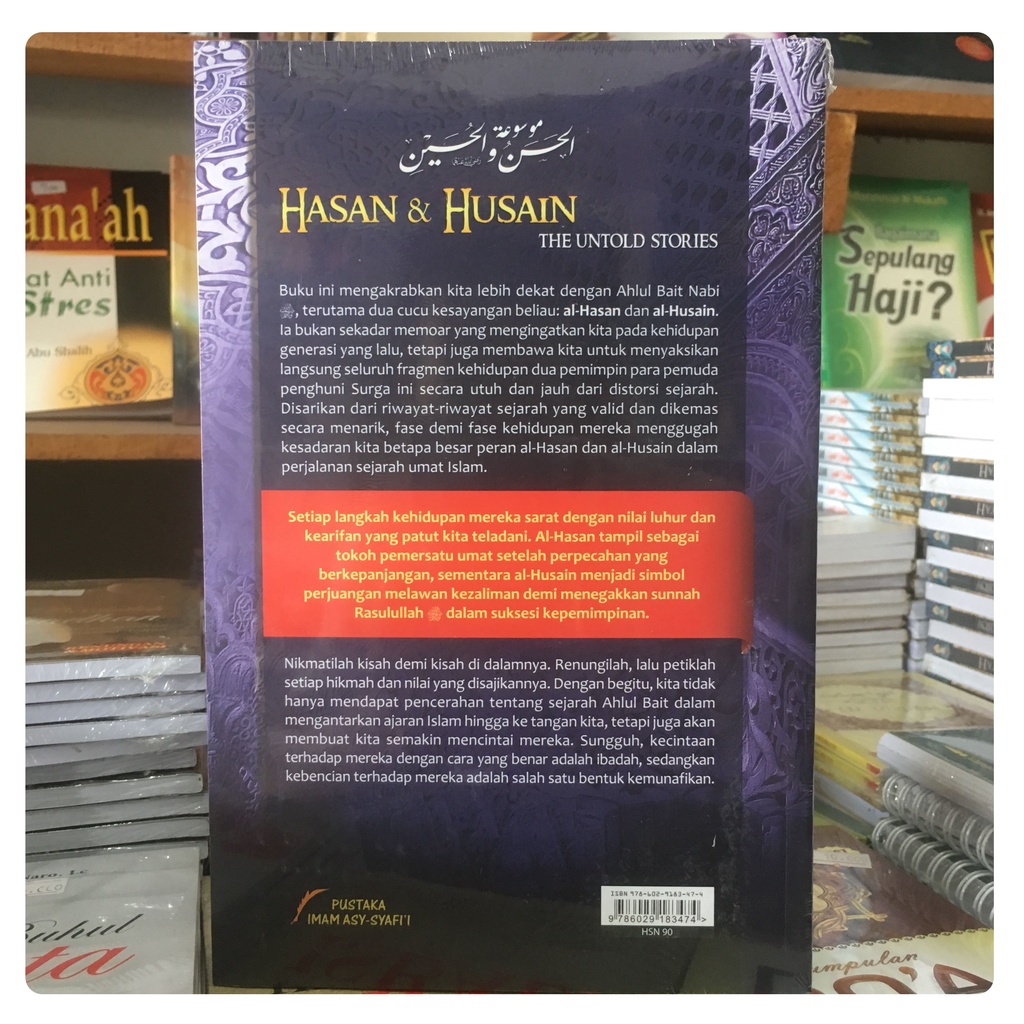 موسوعة
الحسن والحسين
HASAN & HUSAIN
THE UNTOLD STORIES
Buku ini mengakrabkan kita lebih dekat dengan Ahlul Bait Nabi
ﷺ, terutama dua cucu kesayangan beliau: al-Hasan dan al-Husain.
Ia bukan sekadar memoar yang mengingatkan kita pada kehidupan
generasi yang lalu, tetapi juga membawa kita untuk menyaksikan
langsung seluruh fragmen kehidupan dua pemimpin para pemuda
penghuni Surga ini secara utuh dan jauh dari distorsi sejarah.
Disarikan dari riwayat-riwayat sejarah yang valid dan dikemas
secara menarik, fase demi fase kehidupan mereka menggugah
kesadaran kita betapa besar peran al-Hasan dan al-Husain dalam
perjalanan sejarah umat Islam.
Setiap langkah kehidupan mereka sarat dengan nilai luhur dan
kearifan yang patut kita teladani. Al-Hasan tampil sebagai
tokoh pemersatu umat setelah perpecahan yang
berkepanjangan, sementara al-Husain menjadi simbol
perjuangan melawan kezaliman demi menegakkan sunnah
Rasulullah ﷺ dalam suksesi kepemimpinan.
Nikmatilah kisah demi kisah di dalamnya. Renungilah, lalu petiklah
setiap hikmah dan nilai yang disajikannya. Dengan begitu, kita tidak
hanya mendapat pencerahan tentang sejarah Ahlul Bait dalam
mengantarkan ajaran Islam hingga ke tangan kita, tetapi juga akan
membuat kita semakin mencintai mereka. Sungguh, kecintaan
terhadap mereka dengan cara yang benar adalah ibadah, sedangkan
kebencian terhadap mereka adalah salah satu bentuk kemunafikan.
PUSTAKA
IMAM ASY-SYAFI'I
ISBN 978-602-9183-47-4
9 786029 183474 >
HSN 90
ana'ah
at Anti
Stres
Abu Shalih
Sepulang
Haji?
ta
umpulan